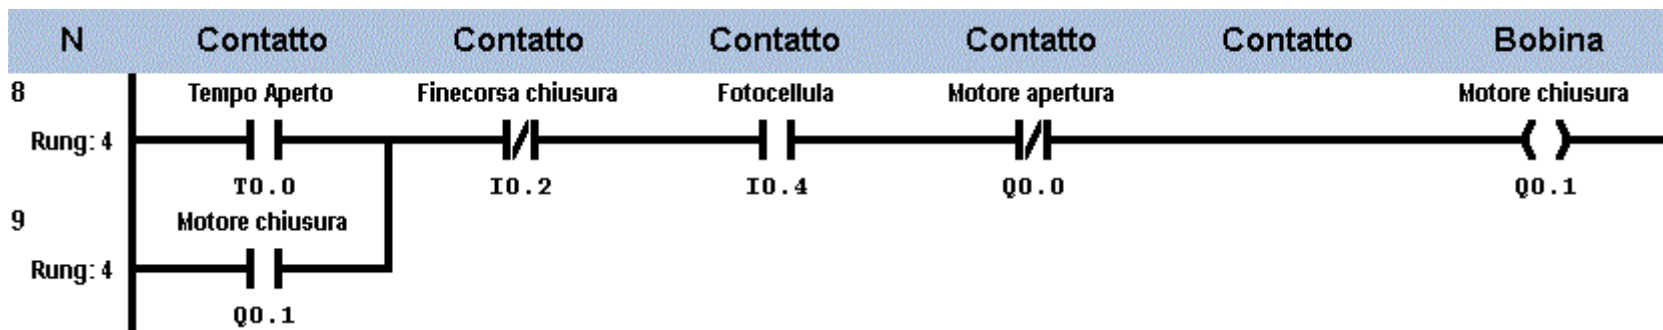 N Contatto Contatto Contatto Contatto Contatto Bobina
8 Tempo Aperto Finecorsa chiusura Fotocellula Motore apertura Motore chiusura
Rung: 4
T0.0 I0.2 I0.4 Q0.0 Q0.1
9 Motore chiusura
Rung: 4
Q0.1